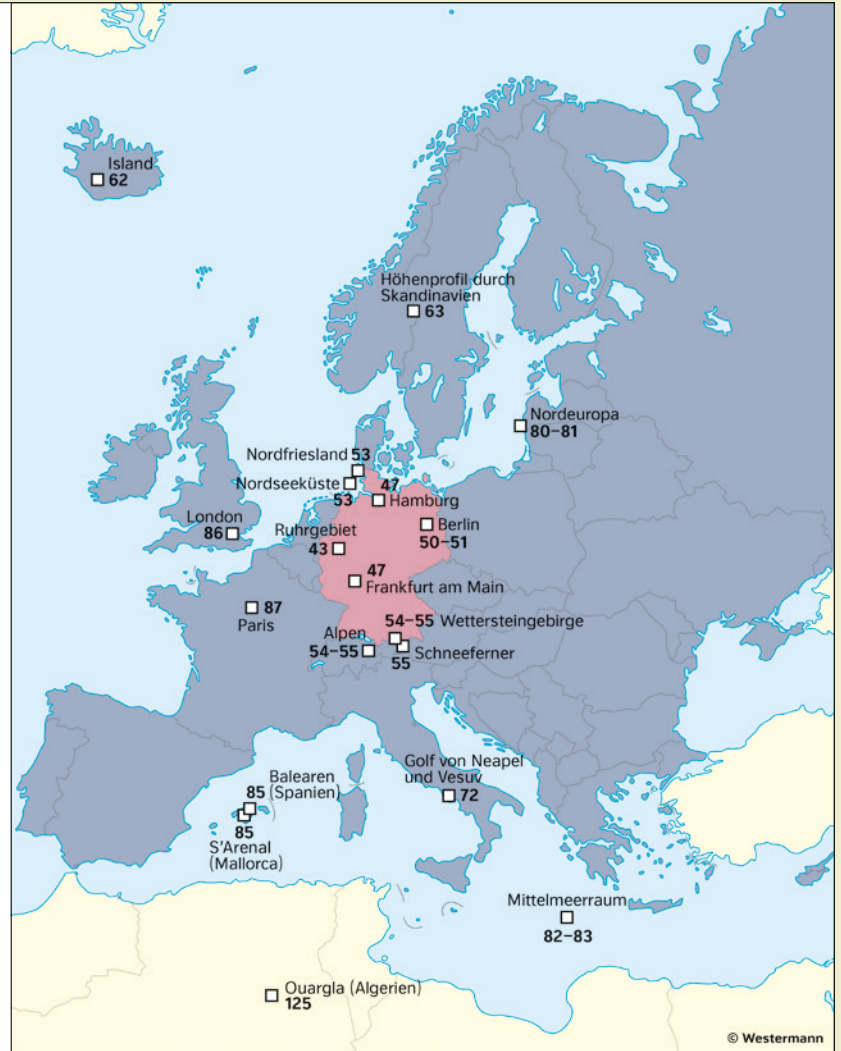 Island
62
Höhenprofil durch
Skandinavien
63
Nordeuropa
80–81
Nordfriesland 53
Nordseeküste
53
47
Hamburg
London
86
Ruhrgebiet
43
Berlin
50–51
47
Frankfurt am Main
87
Paris
54–55 Wettersteingebirge
Alpen
54–55
Schneeferner
55
Golf von Neapel
und Vesuv
72
Balearen
85 (Spanien)
85
S'Arenal
(Mallorca)
Mittelmeerraum
82–83
Ouargla (Algerien)
125
© Westermann